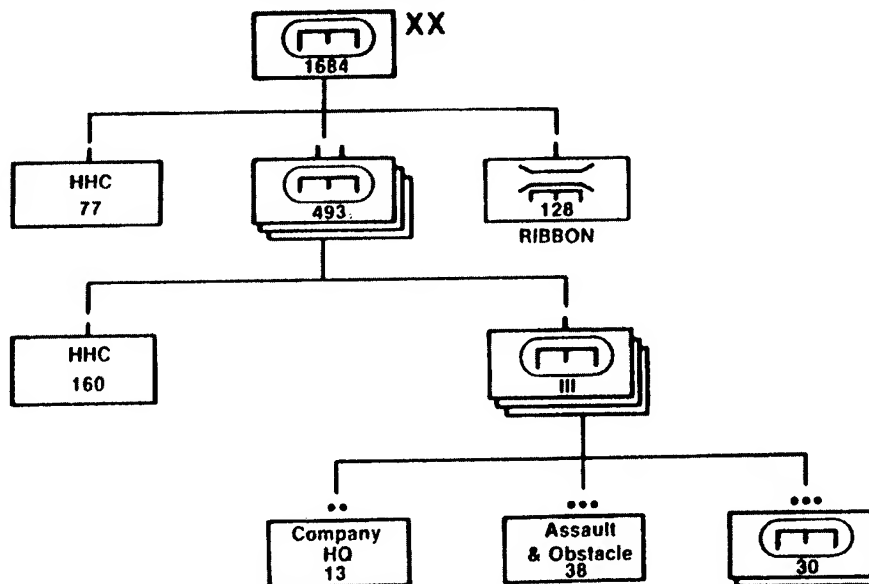 XX
1684
HHC
77
493
128
RIBBON
HHC
160
III
Company
HQ
13
Assault
& Obstacle
38
30